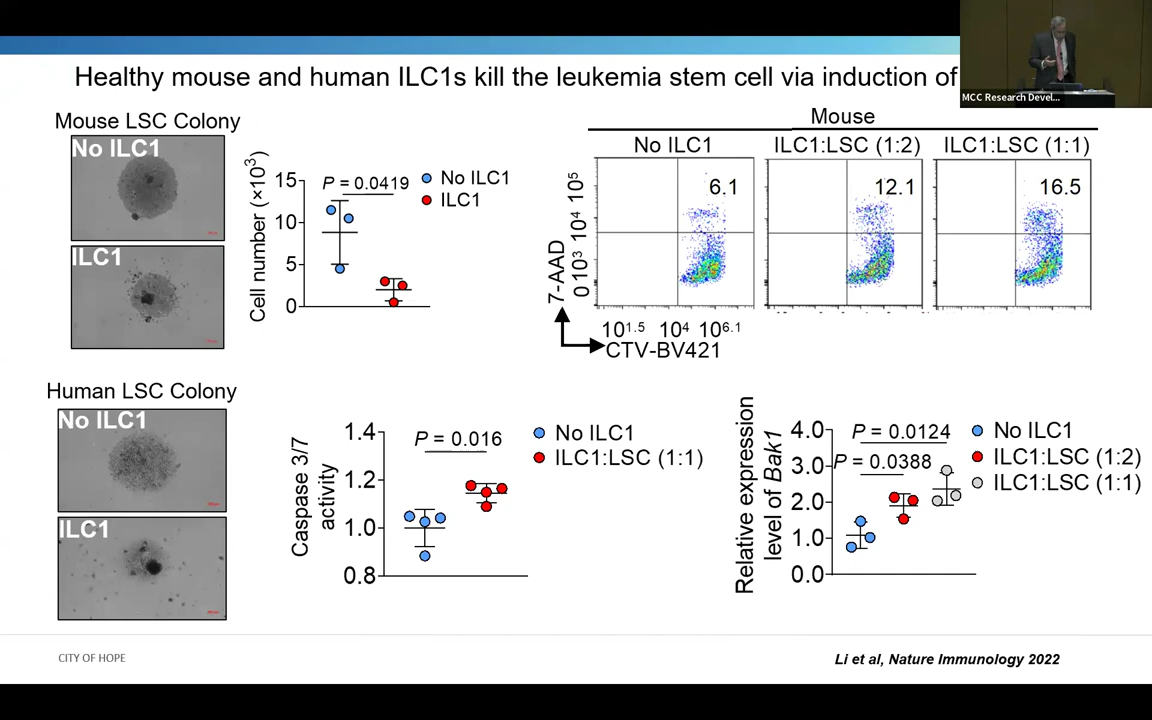 Healthy mouse and human ILC1s kill the leukemia stem cell via induction of
MCC Research Devel...
Mouse LSC Colony
No ILC1
ILC1
Cell number (×10³)
15
10
5
0
P = 0.0419
No ILC1
ILC1
Mouse
No ILC1
ILC1:LSC (1:2)
ILC1:LSC (1:1)
6.1
12.1
16.5
7-AAD
0 10³ 10⁴ 10⁵
10¹·⁵ 10⁴ 10⁶·¹
CTV-BV421
Human LSC Colony
No ILC1
ILC1
Caspase 3/7
activity
1.4
1.2
1.0
0.8
P = 0.016
No ILC1
ILC1:LSC (1:1)
Relative expression
level of Bak1
4.0
3.0
2.0
1.0
0.0
P = 0.0124
P = 0.0388
No ILC1
ILC1:LSC (1:2)
ILC1:LSC (1:1)
CITY OF HOPE
Li et al, Nature Immunology 2022